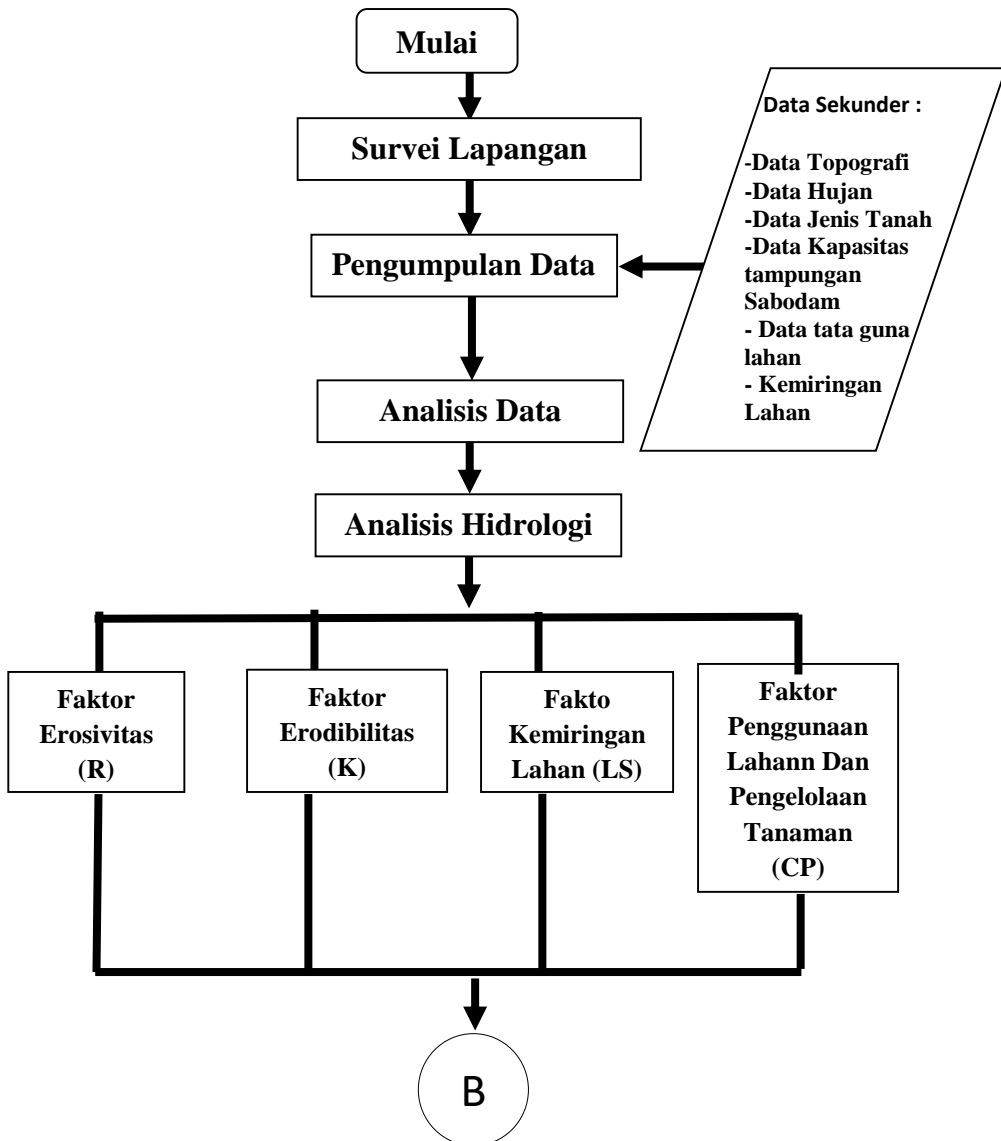 Mulai
Survei Lapangan
Pengumpulan Data
Data Sekunder :
-Data Topografi
-Data Hujan
-Data Jenis Tanah
-Data Kapasitas
tampungan
Sabodam
- Data tata guna
lahan
- Kemiringan
Lahan
Analisis Data
Analisis Hidrologi
Faktor
Erosivitas
(R)
Faktor
Erodibilitas
(K)
Fakto
Kemiringan
Lahan (LS)
Faktor
Penggunaan
Lahann Dan
Pengelolaan
Tanaman
(CP)
B